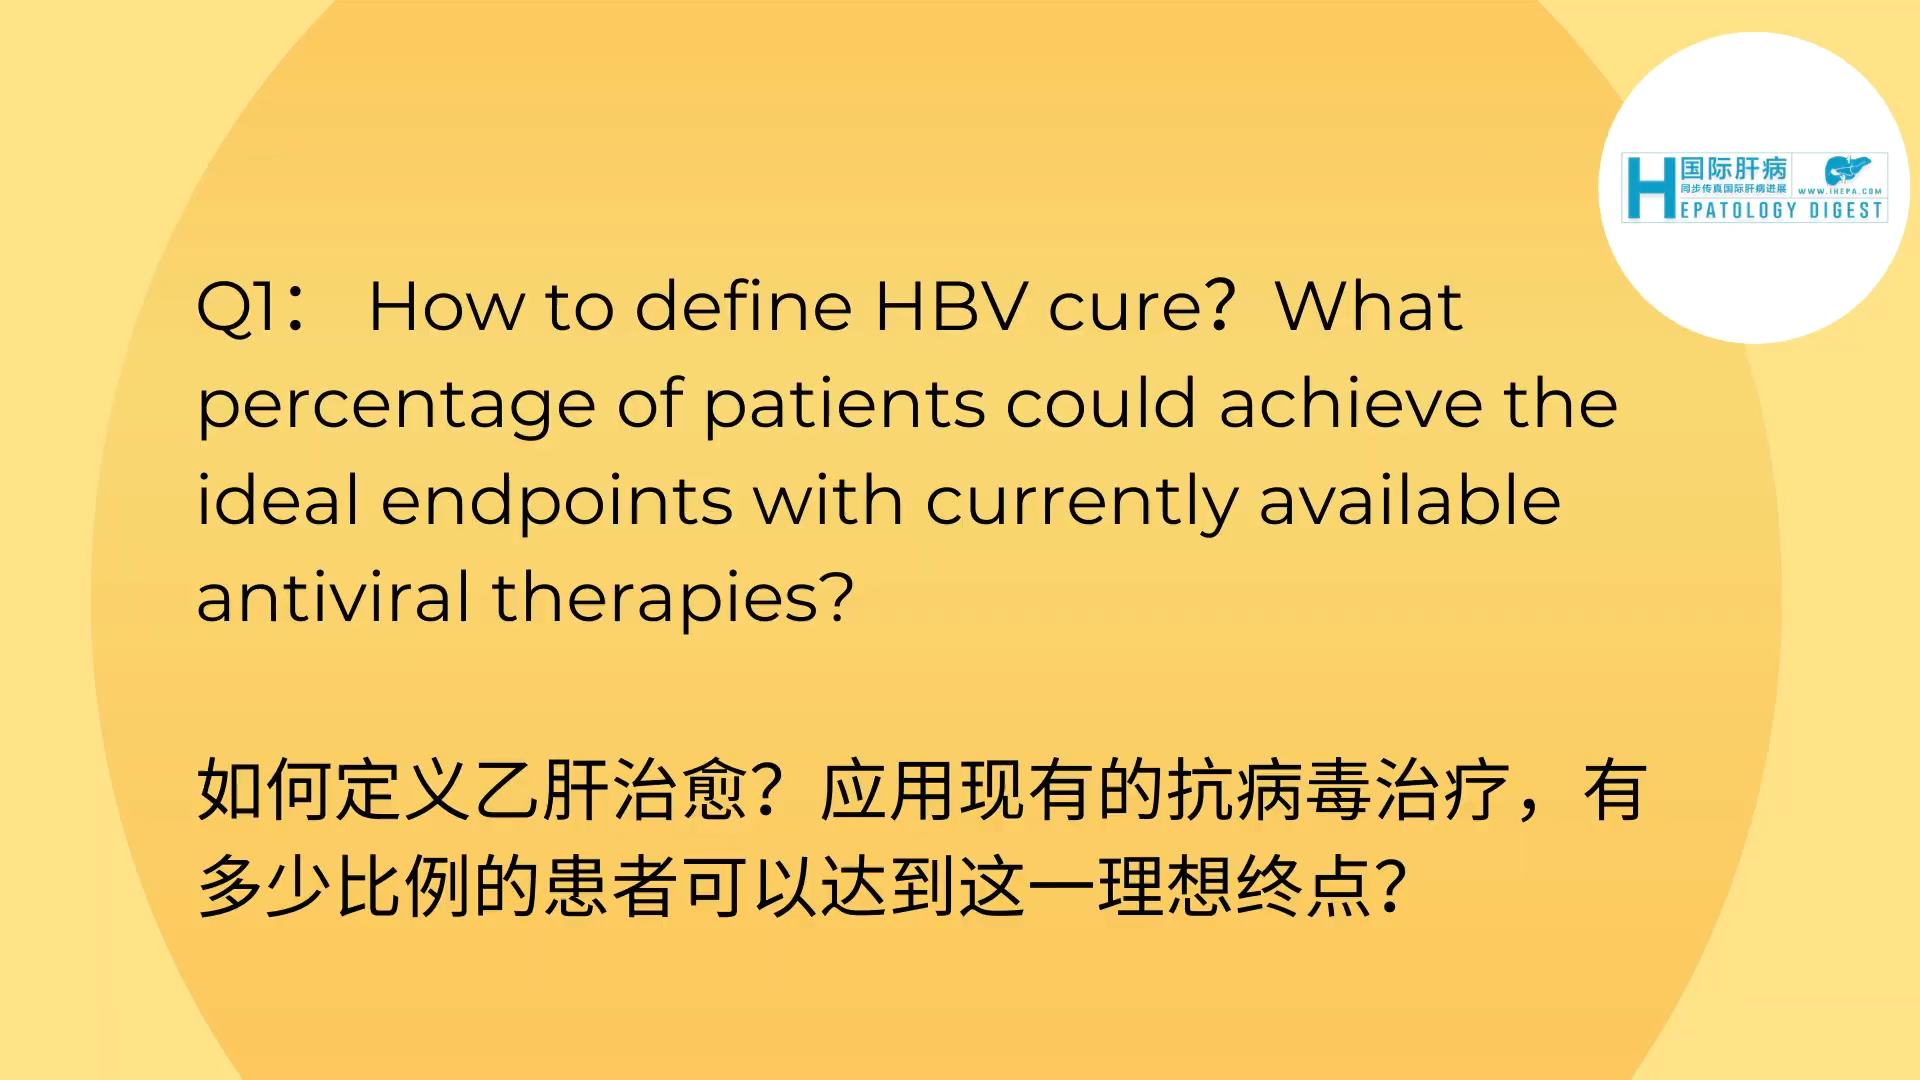 国际肝病
同步传真国际肝病进展
WWW.IHEPA.COM
HEPATOLOGY DIGEST
Q1： How to define HBV cure？What
percentage of patients could achieve the
ideal endpoints with currently available
antiviral therapies?
如何定义乙肝治愈？应用现有的抗病毒治疗，有
多少比例的患者可以达到这一理想终点？